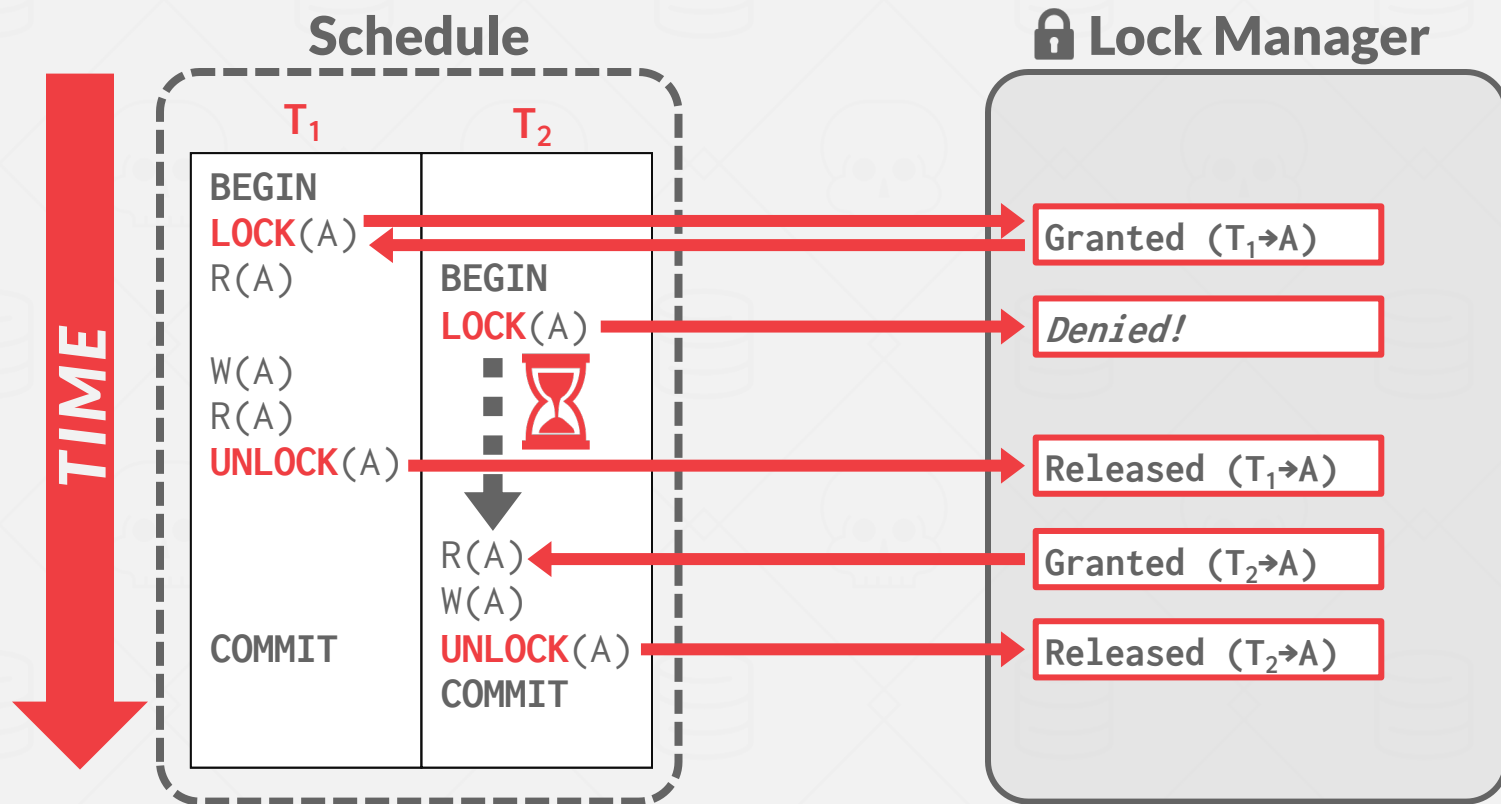 Schedule
Lock Manager
TIME
T₁
T₂
BEGIN
LOCK(A)
R(A)
W(A)
R(A)
UNLOCK(A)
COMMIT
BEGIN
LOCK(A)
R(A)
W(A)
UNLOCK(A)
COMMIT
Granted (T₁→A)
Denied!
Released (T₁→A)
Granted (T₂→A)
Released (T₂→A)